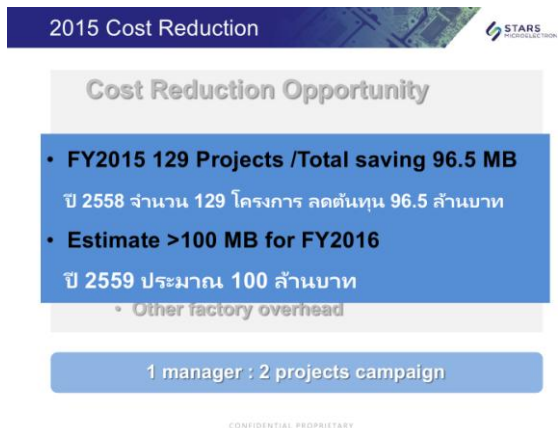 2015 Cost Reduction
STARS
MICROELECTRON
Cost Reduction Opportunity
• FY2015 129 Projects /Total saving 96.5 MB
ปี 2558 จำนวน 129 โครงการ ลดต้นทุน 96.5 ล้านบาท
• Estimate >100 MB for FY2016
ปี 2559 ประมาณ 100 ล้านบาท
• Other factory overhead
1 manager : 2 projects campaign
CONFIDENTIAL PROPRIETARY